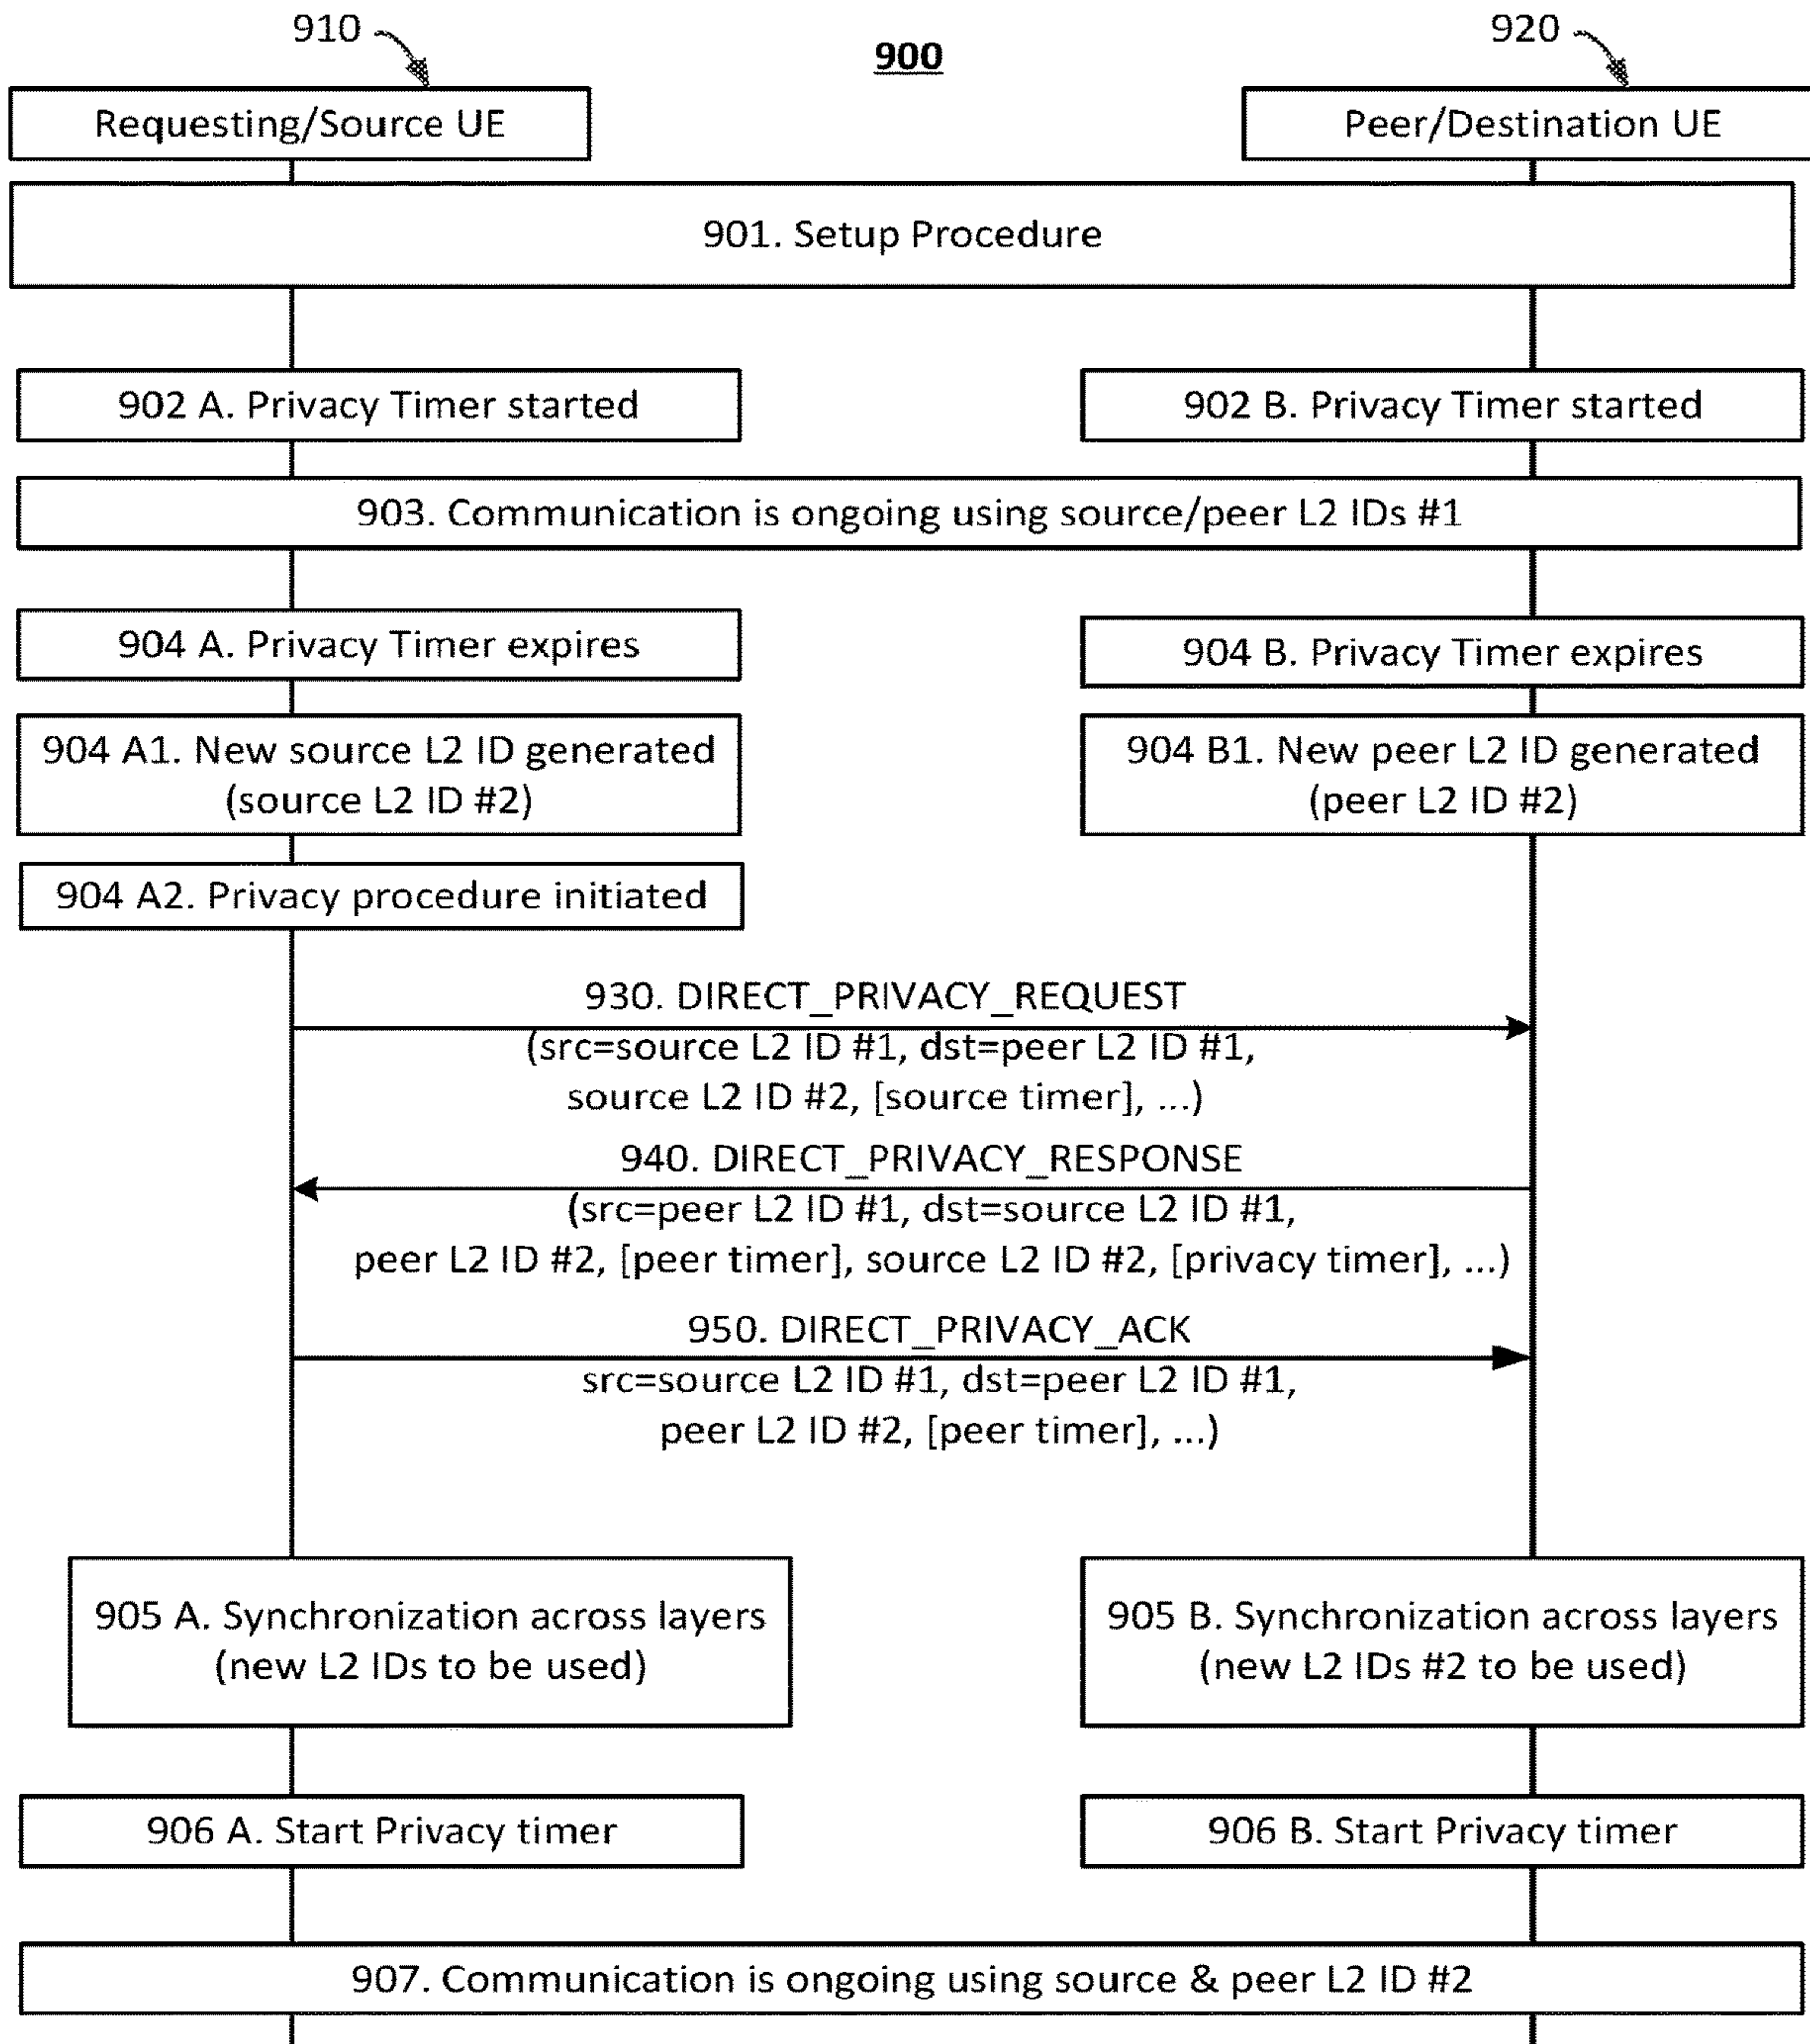 910
900
920
Requesting/Source UE
Peer/Destination UE
901. Setup Procedure
902 A. Privacy Timer started
902 B. Privacy Timer started
903. Communication is ongoing using source/peer L2 IDs #1
904 A. Privacy Timer expires
904 B. Privacy Timer expires
904 A1. New source L2 ID generated
(source L2 ID #2)
904 B1. New peer L2 ID generated
(peer L2 ID #2)
904 A2. Privacy procedure initiated
930. DIRECT_PRIVACY_REQUEST
(src=source L2 ID #1, dst=peer L2 ID #1,
source L2 ID #2, [source timer], ...)
940. DIRECT_PRIVACY_RESPONSE
(src=peer L2 ID #1, dst=source L2 ID #1,
peer L2 ID #2, [peer timer], source L2 ID #2, [privacy timer], ...)
950. DIRECT_PRIVACY_ACK
src=source L2 ID #1, dst=peer L2 ID #1,
peer L2 ID #2, [peer timer], ...)
905 A. Synchronization across layers
(new L2 IDs to be used)
905 B. Synchronization across layers
(new L2 IDs #2 to be used)
906 A. Start Privacy timer
906 B. Start Privacy timer
907. Communication is ongoing using source & peer L2 ID #2